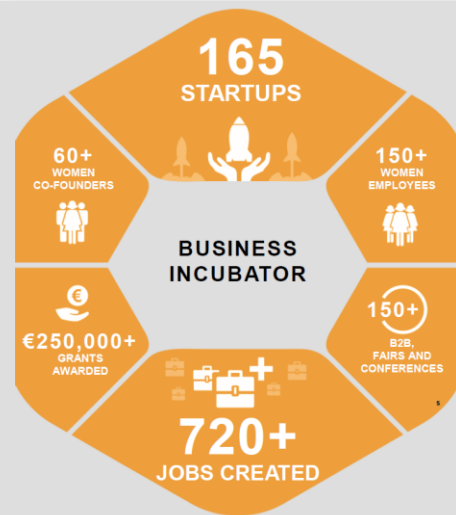 165
STARTUPS
60+
WOMEN
CO-FOUNDERS
150+
WOMEN
EMPLOYEES
BUSINESS
INCUBATOR
€
€250,000+
GRANTS
AWARDED
150+
B2B,
FAIRS AND
CONFERENCES
720+
JOBS CREATED